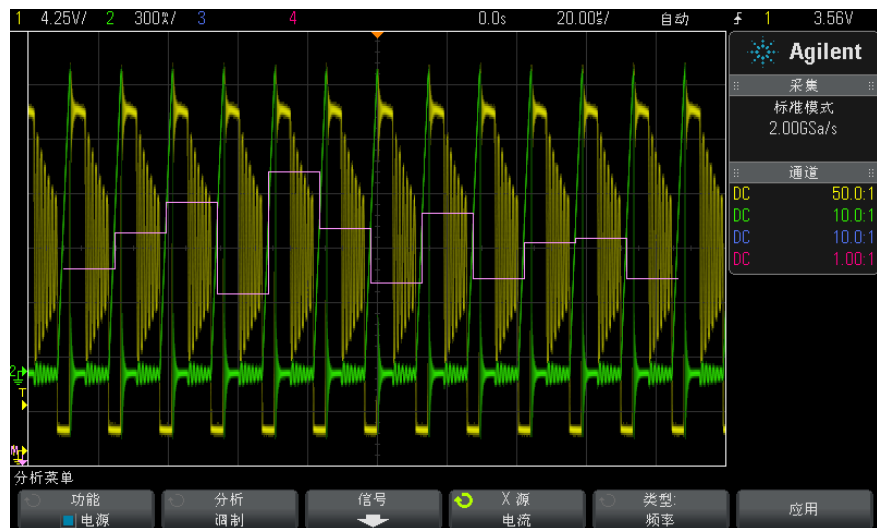 1 4.25V/ 2 300%/ 3 4 0.0s 20.00㎲/ 自动 1 3.56V
Agilent
采集
标准模式
2.00GSa/s
通道
DC 50.0:1
DC 10.0:1
DC 10.0:1
DC 1.00:1
2
T
分析菜单
功能
电源
分析
调制
信号
X 源
电流
类型:
频率
应用